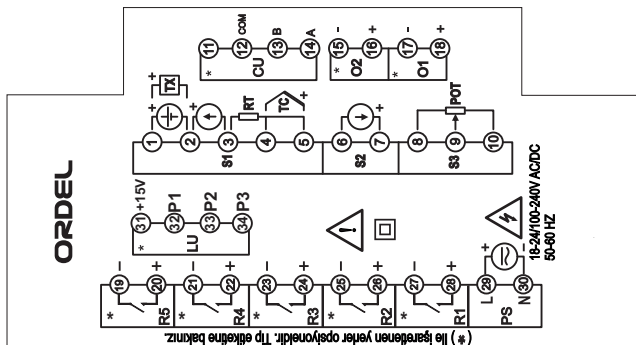 ORDEL
11 12 13 14
COM B A
* CU
15 16
- +
* O2
17 18
- +
* O1
TX
+
1 2 3 4 5
+ + RT TC +
S1
6 7
+
S2
8 9 10
POT
S3
31 +15V
32 P1
33 P2
34 P3
* LU
18-24/100-240V AC/DC
50-60 HZ
19 20
- +
* R5
21 22
- +
* R4
23 24
- +
* R3
25 26
- +
* R2
27 28
- +
* R1
L 29 +
N 30 -
PS
( * ) ile işaretlenen yerler opsiyoneldir. Tip etiketine bakınız.